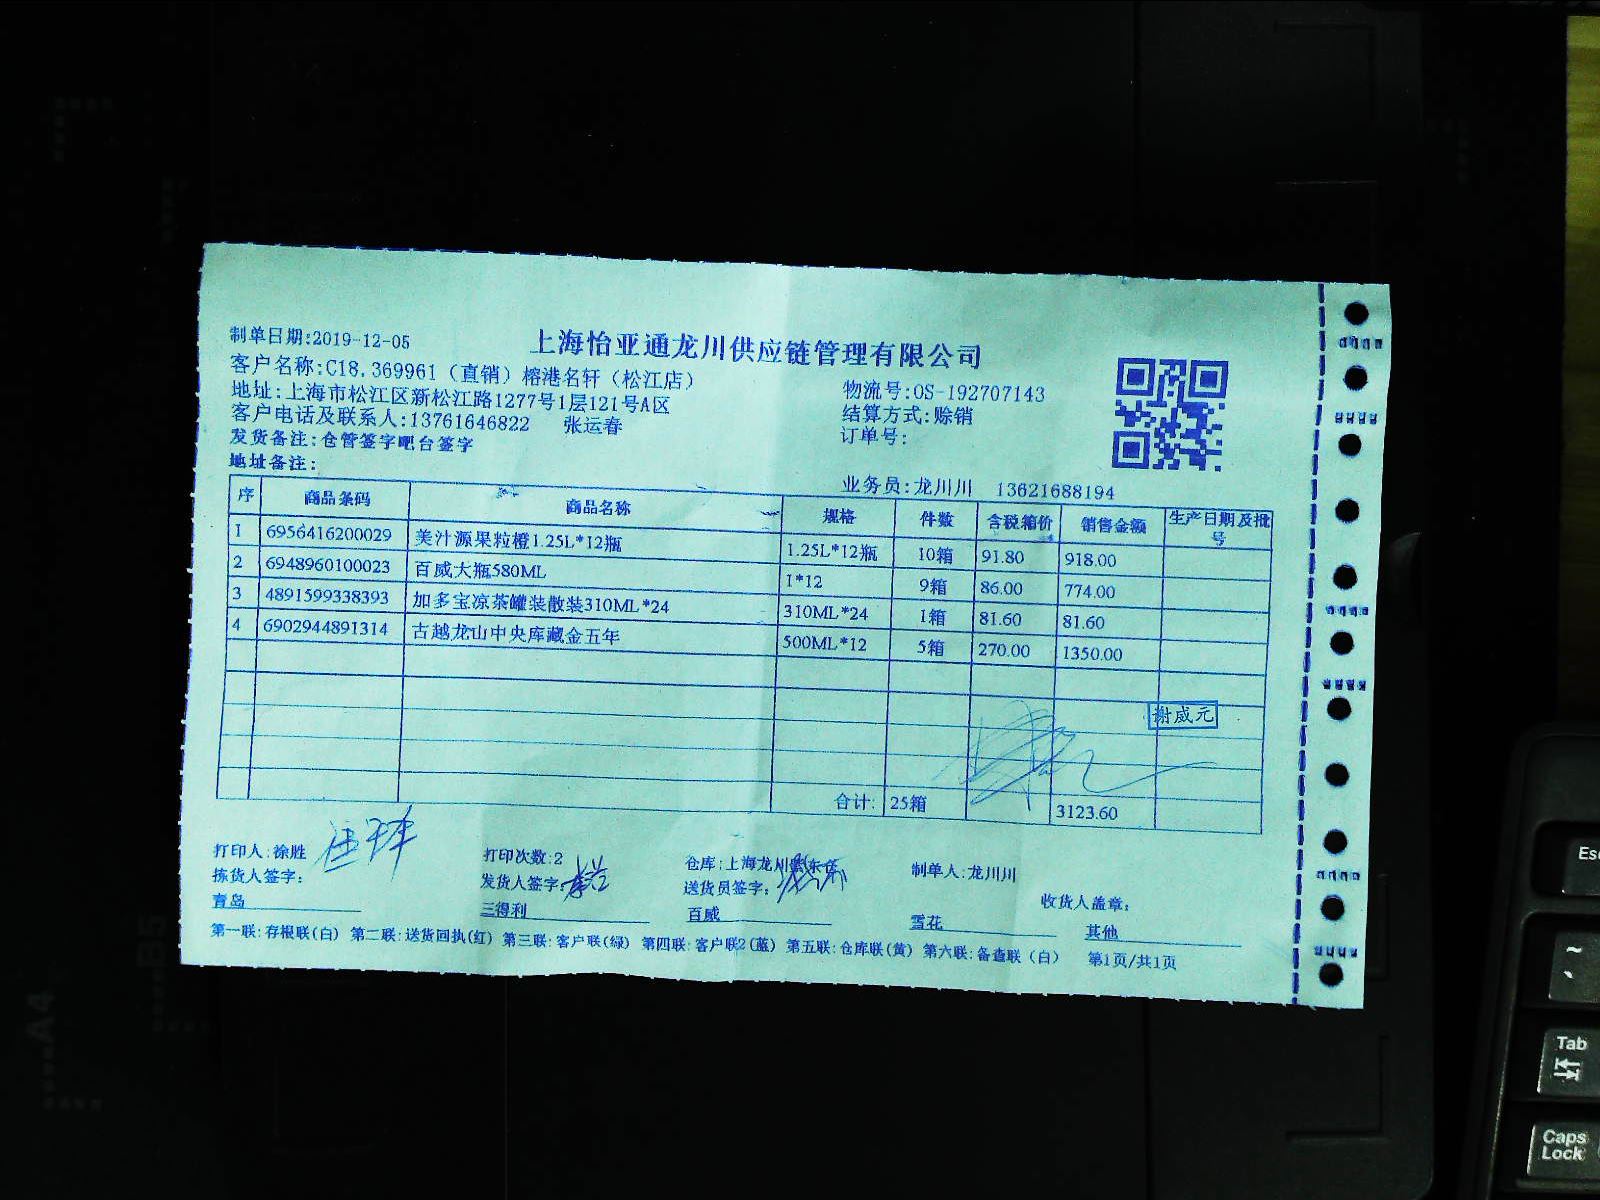 制单日期:2019-12-05
上海怡亚通龙川供应链管理有限公司
客户名称:C18.369961（直销）榕港名轩（松江店）
物流号:OS-192707143
地址:上海市松江区新松江路1277号1层121号A区
结算方式:赊销
客户电话及联系人:13761646822 张运春
订单号:
发货备注:仓管签字吧台签字
地址备注:
业务员:龙川川 13621688194
序 商品条码 商品名称 规格 件数 含税箱价 销售金额 生产日期及批号
1 6956416200029 美汁源果粒橙1.25L*12瓶 1.25L*12瓶 10箱 91.80 918.00
2 6948960100023 百威大瓶580ML 1*12 9箱 86.00 774.00
3 4891599338393 加多宝凉茶罐装散装310ML*24 310ML*24 1箱 81.60 81.60
4 6902944891314 古越龙山中央库藏金五年 500ML*12 5箱 270.00 1350.00
谢威元
合计: 25箱 3123.60
打印人:徐胜 打印次数:2 仓库:上海龙川 制单人:龙川川
拣货人签字: 发货人签字: 送货员签字: 收货人盖章:
青岛 三得利 百威 雪花 其他
第一联:存根联(白) 第二联:送货回执(红) 第三联:客户联(绿) 第四联:客户联2(蓝) 第五联:仓库联(黄) 第六联:备查联（白） 第1页/共1页
B5
A4
Esc
~
Tab
Caps Lock